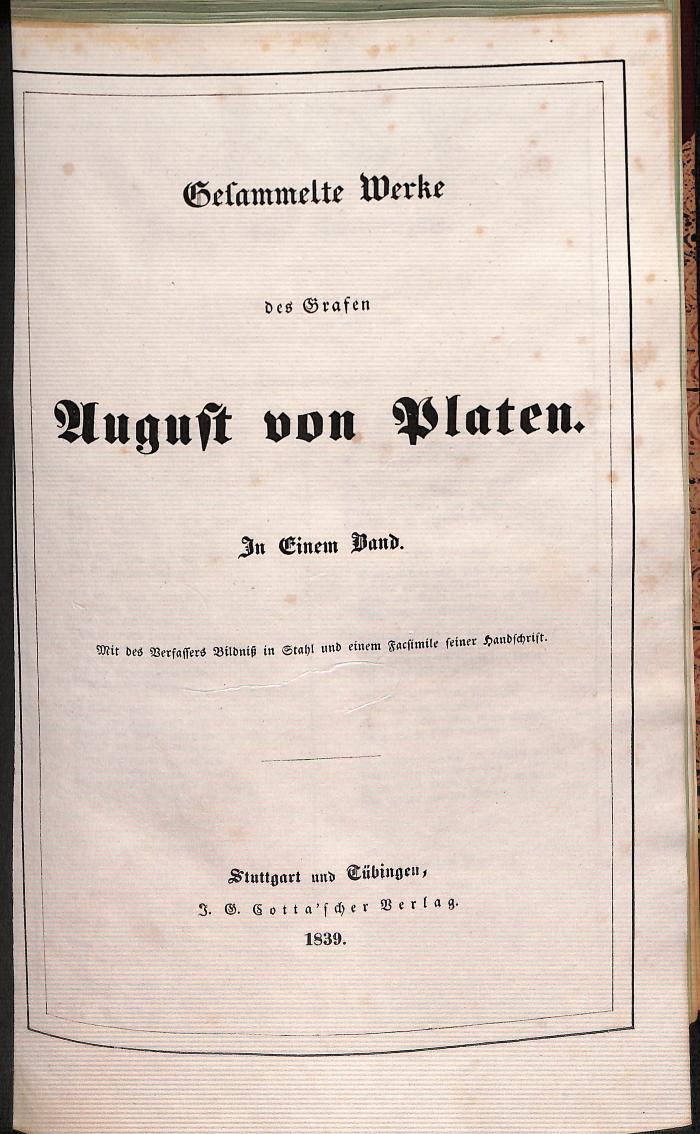 Gesammelte Werke
des Grafen
August von Platen.
In Einem Band.
Mit des Verfassers Bildniß in Stahl und einem Facsimile seiner Handschrift.
Stuttgart und Tübingen,
J. G. Cotta'scher Verlag.
1839.